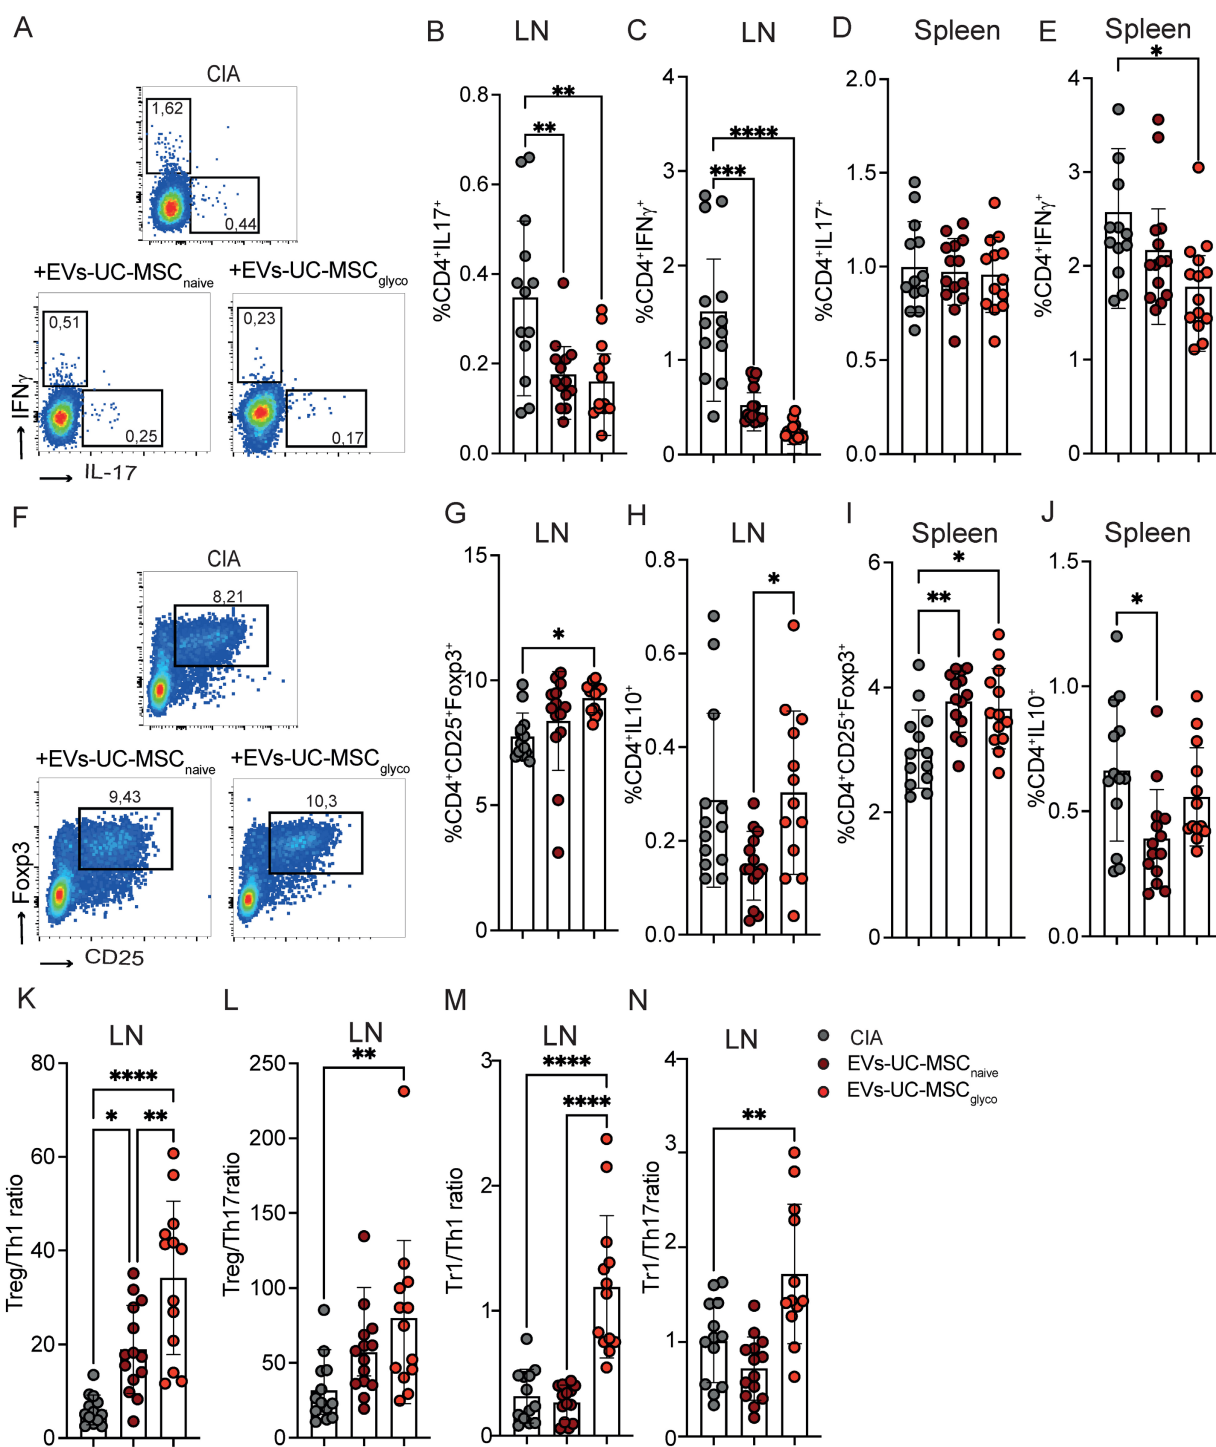 A
CIA
1,62
0,44
+EVs-UC-MSCnaive
+EVs-UC-MSCglyco
0,51
0,25
0,23
0,17
IFNγ
IL-17
B
LN
%CD4+IL17+
0.8
0.6
0.4
0.2
0.0
**
**
C
LN
%CD4+IFNγ+
4
3
2
1
0
****
***
D
Spleen
%CD4+IL17+
2.0
1.5
1.0
0.5
0.0
E
Spleen
%CD4+IFNγ+
4
3
2
1
0
*
F
CIA
8,21
+EVs-UC-MSCnaive
+EVs-UC-MSCglyco
9,43
10,3
Foxp3
CD25
G
LN
%CD4+CD25+Foxp3+
15
10
5
0
*
H
LN
%CD4+IL10+
0.8
0.6
0.4
0.2
0.0
*
I
Spleen
%CD4+CD25+Foxp3+
6
4
2
0
*
**
J
Spleen
%CD4+IL10+
1.5
1.0
0.5
0.0
*
K
LN
Treg/Th1 ratio
80
60
40
20
0
****
*
**
L
LN
Treg/Th17ratio
250
200
150
100
50
0
**
M
LN
Tr1/Th1 ratio
3
2
1
0
****
****
N
LN
Tr1/Th17ratio
4
3
2
1
0
**
CIA
EVs-UC-MSCnaive
EVs-UC-MSCglyco